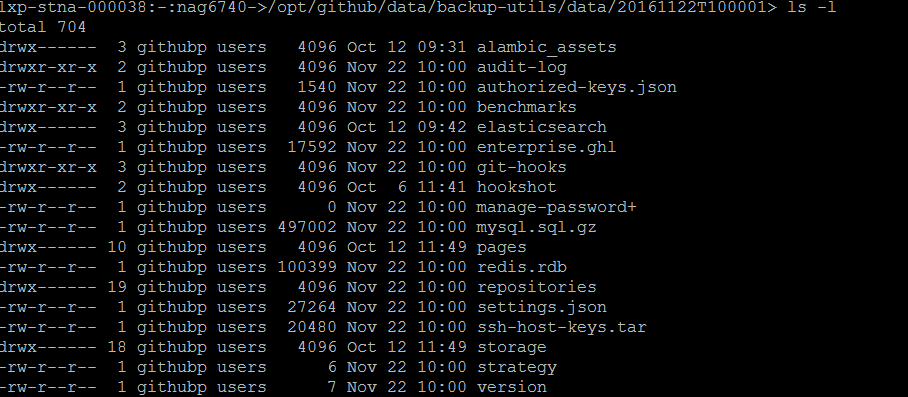 lxp-stna-000038:-:nag6740->/opt/github/data/backup-utils/data/20161122T100001> ls -l
total 704
drwx------  3 githubp users   4096 Oct 12 09:31 alambic_assets
drwxr-xr-x  2 githubp users   4096 Nov 22 10:00 audit-log
-rw-r--r--  1 githubp users   1540 Nov 22 10:00 authorized-keys.json
drwxr-xr-x  2 githubp users   4096 Nov 22 10:00 benchmarks
drwx------  3 githubp users   4096 Oct 12 09:42 elasticsearch
-rw-r--r--  1 githubp users  17592 Nov 22 10:00 enterprise.ghl
drwxr-xr-x  3 githubp users   4096 Nov 22 10:00 git-hooks
drwx------  2 githubp users   4096 Oct  6 11:41 hookshot
-rw-r--r--  1 githubp users      0 Nov 22 10:00 manage-password+
-rw-r--r--  1 githubp users 497002 Nov 22 10:00 mysql.sql.gz
drwx------ 10 githubp users   4096 Oct 12 11:49 pages
-rw-r--r--  1 githubp users 100399 Nov 22 10:00 redis.rdb
drwx------ 19 githubp users   4096 Nov 22 10:00 repositories
-rw-r--r--  1 githubp users  27264 Nov 22 10:00 settings.json
-rw-r--r--  1 githubp users  20480 Nov 22 10:00 ssh-host-keys.tar
drwx------ 18 githubp users   4096 Oct 12 11:49 storage
-rw-r--r--  1 githubp users      6 Nov 22 10:00 strategy
-rw-r--r--  1 githubp users      7 Nov 22 10:00 version